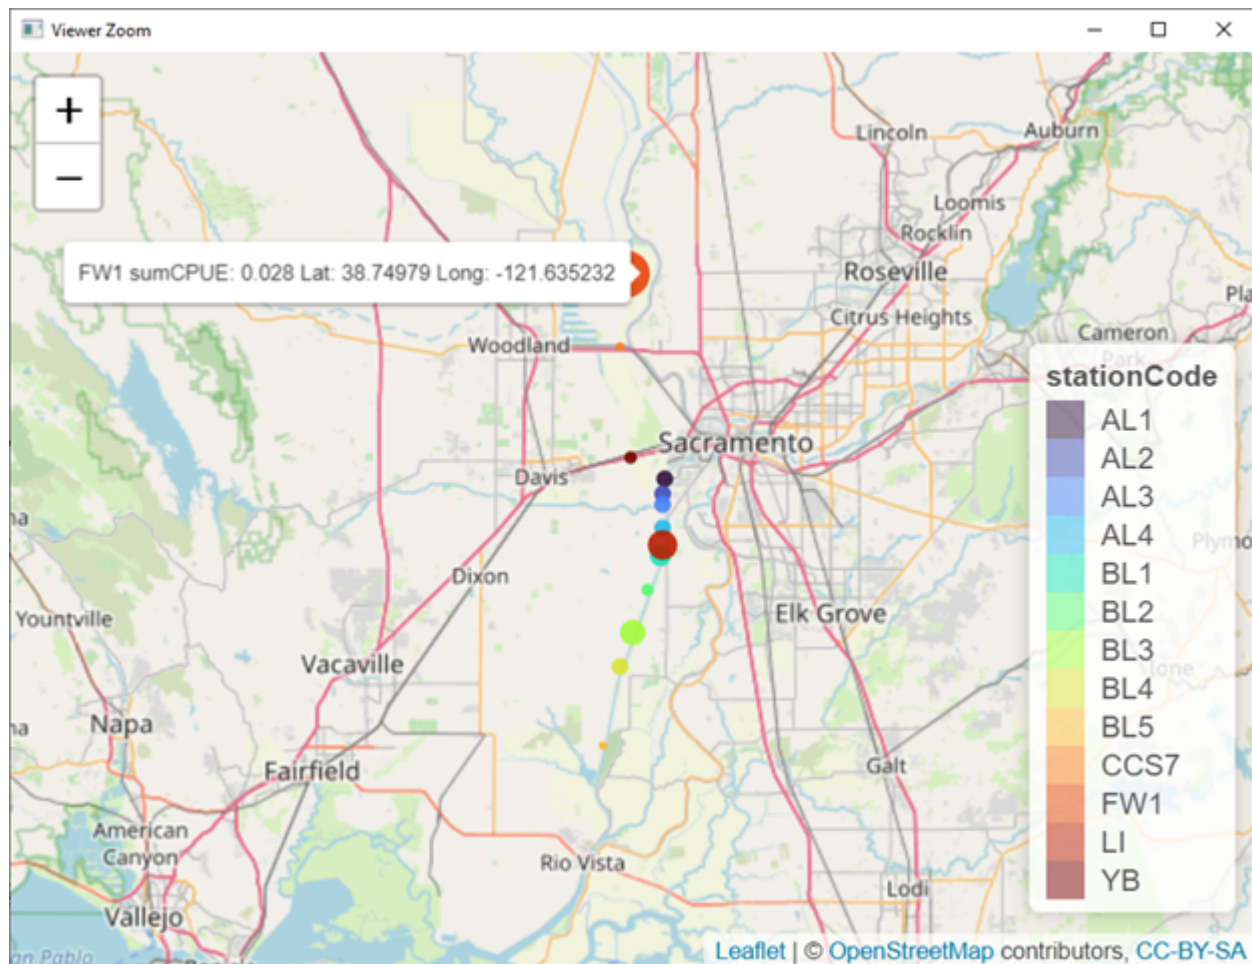 Viewer Zoom
+
−
Lincoln
Auburn
Loomis
Rocklin
Roseville
FW1 sumCPUE: 0.028 Lat: 38.74979 Long: -121.635232
Citrus Heights
Cameron
Park
Woodland
stationCode
AL1
AL2
AL3
AL4
BL1
BL2
BL3
BL4
BL5
CCS7
FW1
LI
YB
Sacramento
Davis
Dixon
Yountville
Elk Grove
Vacaville
Napa
Fairfield
Galt
American
Canyon
Rio Vista
Vallejo
Lodi
Leaflet | © OpenStreetMap contributors, CC-BY-SA